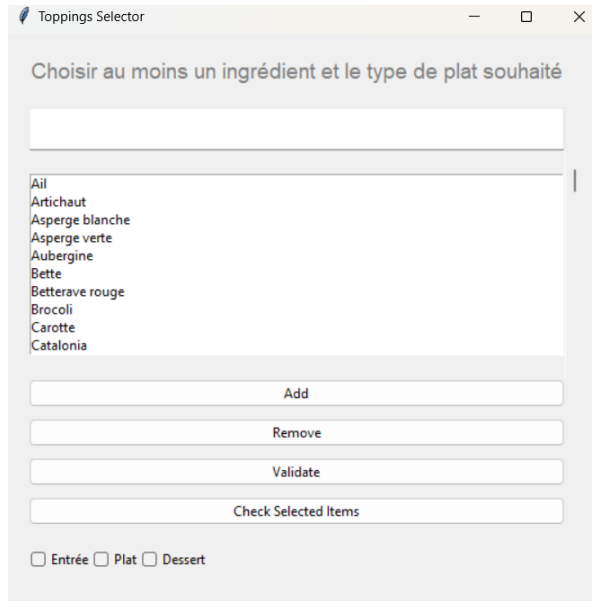 Toppings Selector
Choisir au moins un ingrédient et le type de plat souhaité
Ail
Artichaut
Asperge blanche
Asperge verte
Aubergine
Bette
Betterave rouge
Brocoli
Carotte
Catalonia
Add
Remove
Validate
Check Selected Items
Entrée Plat Dessert